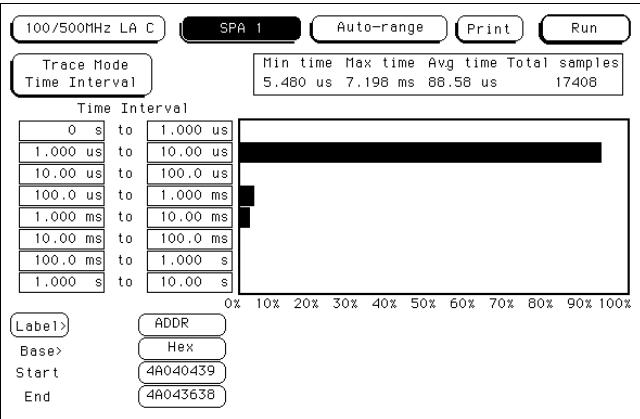 100/500MHz LA C SPA 1 Auto-range Print Run
Trace Mode
Time Interval
Min time Max time Avg time Total samples
5.480 us 7.198 ms 88.58 us 17408
Time Interval
0 s to 1.000 us
1.000 us to 10.00 us
10.00 us to 100.0 us
100.0 us to 1.000 ms
1.000 ms to 10.00 ms
10.00 ms to 100.0 ms
100.0 ms to 1.000 s
1.000 s to 10.00 s
0% 10% 20% 30% 40% 50% 60% 70% 80% 90% 100%
Label> ADDR
Base> Hex
Start 4A040439
End 4A043638